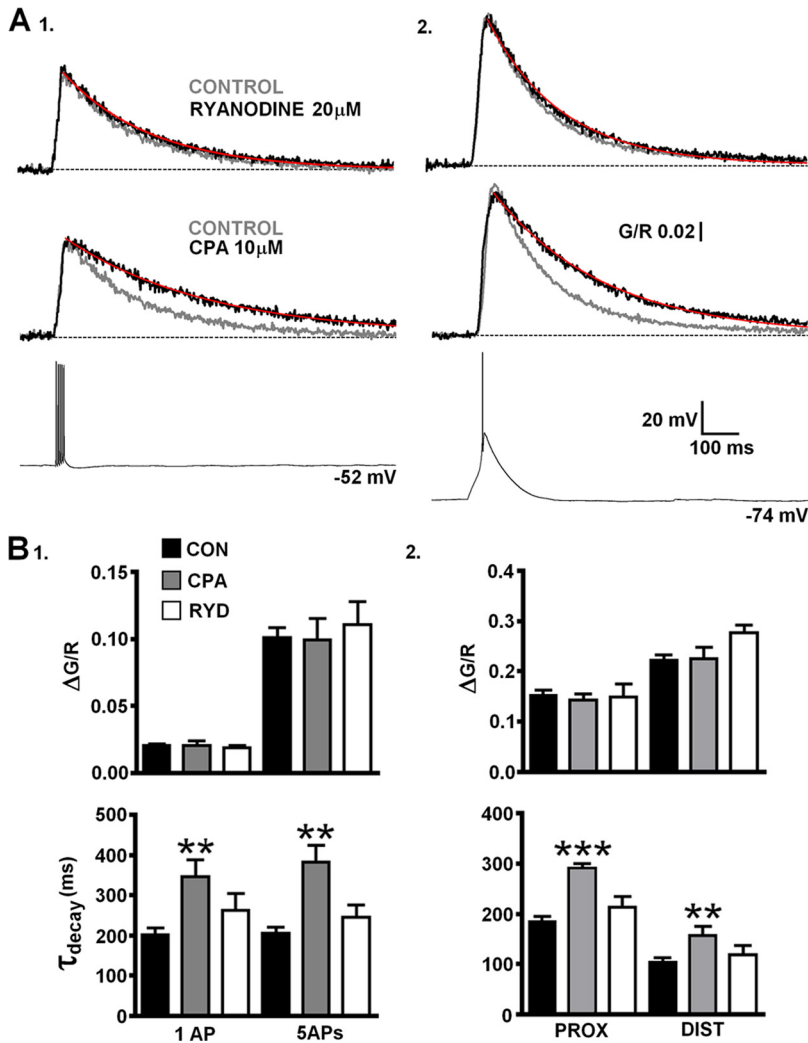 A 1.
2.
CONTROL
RYANODINE 20μM
CONTROL
CPA 10μM
G/R 0.02
20 mV
100 ms
-52 mV
-74 mV
B 1.
2.
CON
CPA
RYD
ΔG/R
0.15
0.10
0.05
0.00
ΔG/R
0.4
0.3
0.2
0.1
0.0
τdecay (ms)
500
400
300
200
100
0
** **
1 AP 5APs
400
300
200
100
0
*** **
PROX DIST